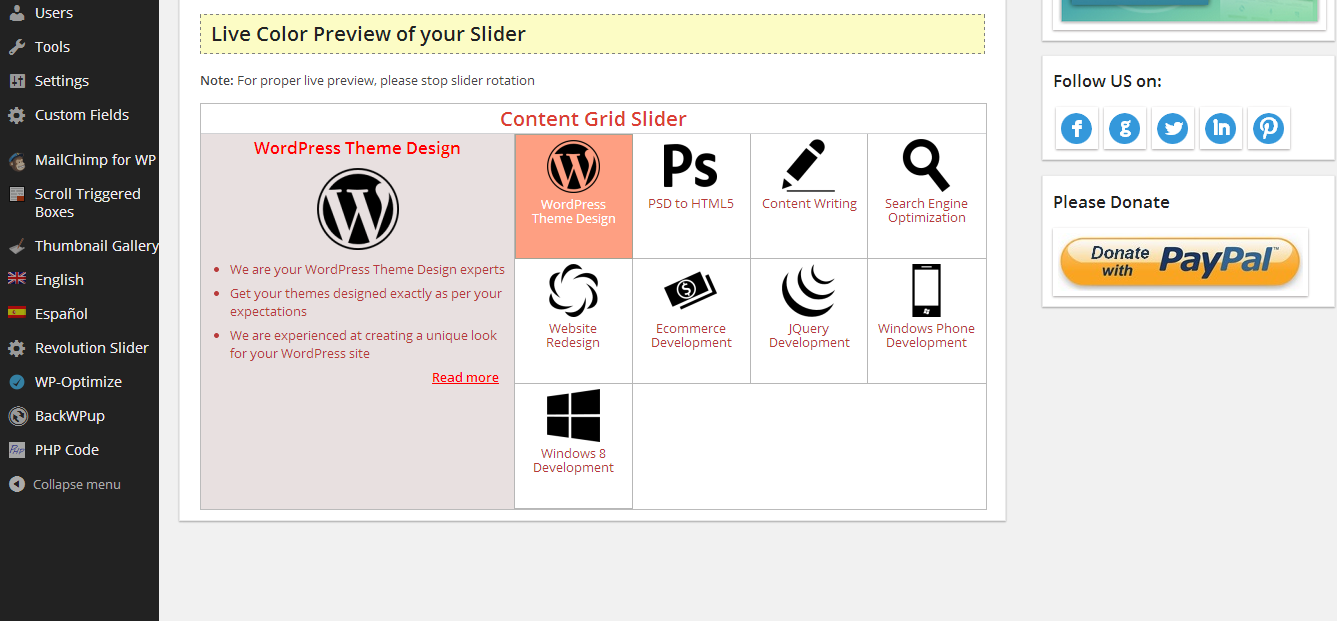 Users
Tools
Settings
Custom Fields
MailChimp for WP
Scroll Triggered
Boxes
Thumbnail Gallery
English
Español
Revolution Slider
WP-Optimize
BackWPup
PHP
PHP Code
Collapse menu
Live Color Preview of your Slider
Note: For proper live preview, please stop slider rotation
Content Grid Slider
WordPress Theme Design
W
We are your WordPress Theme Design experts
Get your themes designed exactly as per your
expectations
We are experienced at creating a unique look
for your WordPress site
Read more
W
WordPress
Theme Design
Ps
PSD to HTML5
Content Writing
Search Engine
Optimization
Website
Redesign
$
Ecommerce
Development
JQuery
Development
Windows Phone
Development
Windows 8
Development
Follow US on:
f
g
in
Please Donate
Donate
with
PayPal™